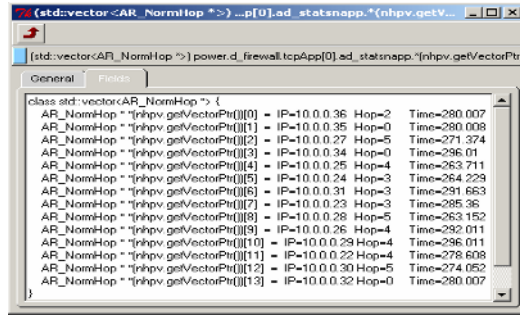 (std::vector<AR_NormHop *>) ...p[0].ad_statsnapp.*(nhpv.getV...
(std::vector<AR_NormHop *>) power.d_firewall.tcpApp[0].ad_statsnapp.*(nhpv.getVectorPtr
General Fields
class std::vector<AR_NormHop *> {
AR_NormHop * *(nhpv.getVectorPtr())[0] = IP=10.0.0.36 Hop=2 Time=280.007
AR_NormHop * *(nhpv.getVectorPtr())[1] = IP=10.0.0.35 Hop=0 Time=280.008
AR_NormHop * *(nhpv.getVectorPtr())[2] = IP=10.0.0.27 Hop=5 Time=271.374
AR_NormHop * *(nhpv.getVectorPtr())[3] = IP=10.0.0.34 Hop=0 Time=296.01
AR_NormHop * *(nhpv.getVectorPtr())[4] = IP=10.0.0.25 Hop=4 Time=263.711
AR_NormHop * *(nhpv.getVectorPtr())[5] = IP=10.0.0.24 Hop=3 Time=264.229
AR_NormHop * *(nhpv.getVectorPtr())[6] = IP=10.0.0.31 Hop=3 Time=291.663
AR_NormHop * *(nhpv.getVectorPtr())[7] = IP=10.0.0.23 Hop=3 Time=285.36
AR_NormHop * *(nhpv.getVectorPtr())[8] = IP=10.0.0.28 Hop=5 Time=263.152
AR_NormHop * *(nhpv.getVectorPtr())[9] = IP=10.0.0.26 Hop=4 Time=292.011
AR_NormHop * *(nhpv.getVectorPtr())[10] = IP=10.0.0.29 Hop=4 Time=296.011
AR_NormHop * *(nhpv.getVectorPtr())[11] = IP=10.0.0.22 Hop=4 Time=278.608
AR_NormHop * *(nhpv.getVectorPtr())[12] = IP=10.0.0.30 Hop=5 Time=274.052
AR_NormHop * *(nhpv.getVectorPtr())[13] = IP=10.0.0.32 Hop=0 Time=280.007
}